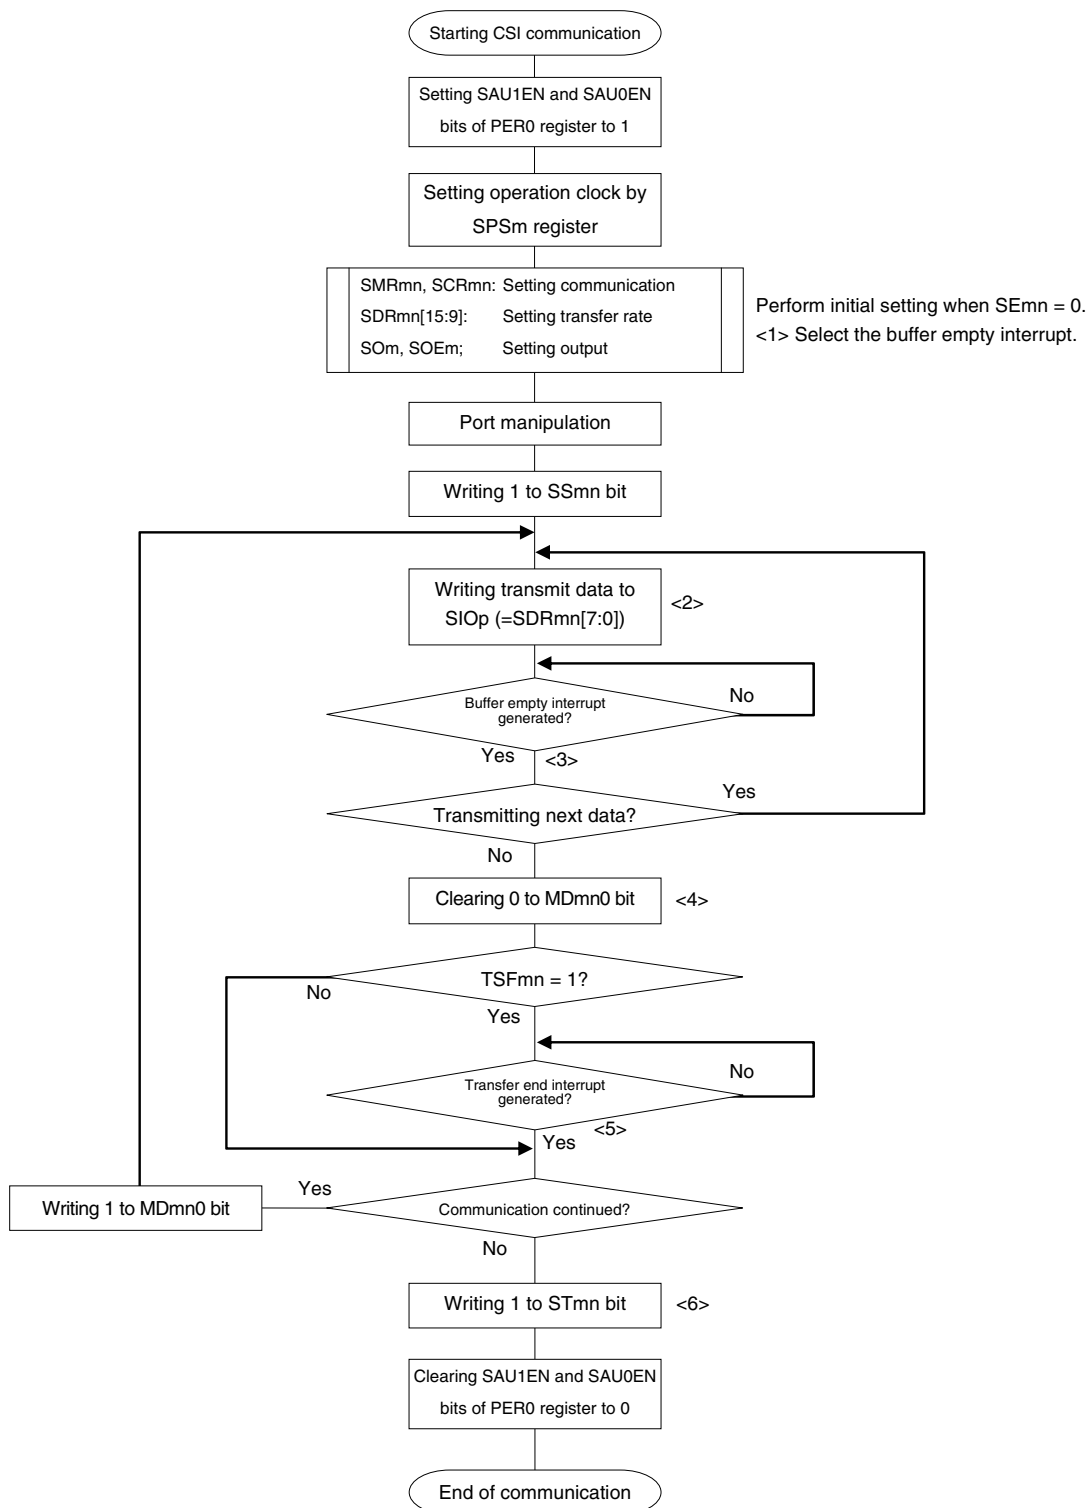 Starting CSI communication
Setting SAU1EN and SAU0EN
bits of PER0 register to 1
Setting operation clock by
SPSm register
SMRmn, SCRmn: Setting communication
SDRmn[15:9]: Setting transfer rate
SOm, SOEm; Setting output
Perform initial setting when SEmn = 0.
<1> Select the buffer empty interrupt.
Port manipulation
Writing 1 to SSmn bit
Writing transmit data to
SIOp (=SDRmn[7:0])
<2>
Buffer empty interrupt
generated?
No
Yes
<3>
Transmitting next data?
Yes
No
Clearing 0 to MDmn0 bit
<4>
TSFmn = 1?
No
Yes
Transfer end interrupt
generated?
No
<5>
Yes
Communication continued?
Yes
Writing 1 to MDmn0 bit
No
Writing 1 to STmn bit
<6>
Clearing SAU1EN and SAU0EN
bits of PER0 register to 0
End of communication